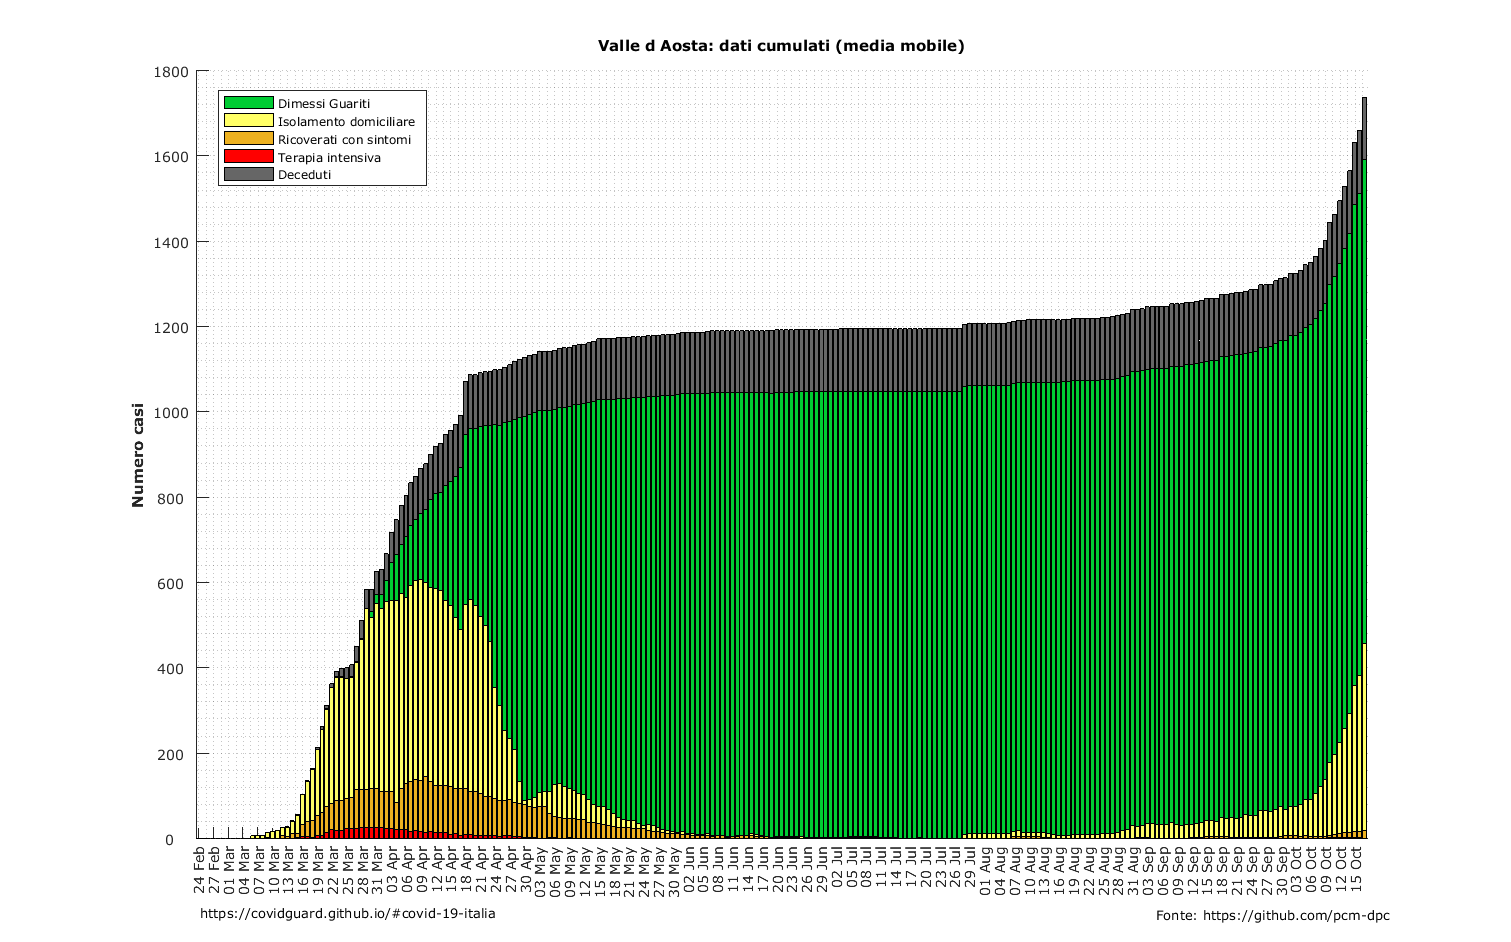 Valle d Aosta: dati cumulati (media mobile)
1800
1600
1400
1200
1000
800
600
400
200
0
Numero casi
Dimessi Guariti
Isolamento domiciliare
Ricoverati con sintomi
Terapia intensiva
Deceduti
24 Feb
27 Feb
01 Mar
04 Mar
07 Mar
10 Mar
13 Mar
16 Mar
19 Mar
22 Mar
25 Mar
28 Mar
31 Mar
03 Apr
06 Apr
09 Apr
12 Apr
15 Apr
18 Apr
21 Apr
24 Apr
27 Apr
30 Apr
03 May
06 May
09 May
12 May
15 May
18 May
21 May
24 May
27 May
30 May
02 Jun
05 Jun
08 Jun
11 Jun
14 Jun
17 Jun
20 Jun
23 Jun
26 Jun
29 Jun
02 Jul
05 Jul
08 Jul
11 Jul
14 Jul
17 Jul
20 Jul
23 Jul
26 Jul
29 Jul
01 Aug
04 Aug
07 Aug
10 Aug
13 Aug
16 Aug
19 Aug
22 Aug
25 Aug
28 Aug
31 Aug
03 Sep
06 Sep
09 Sep
12 Sep
15 Sep
18 Sep
21 Sep
24 Sep
27 Sep
30 Sep
03 Oct
06 Oct
09 Oct
12 Oct
15 Oct
https://covidguard.github.io/#covid-19-italia
Fonte: https://github.com/pcm-dpc